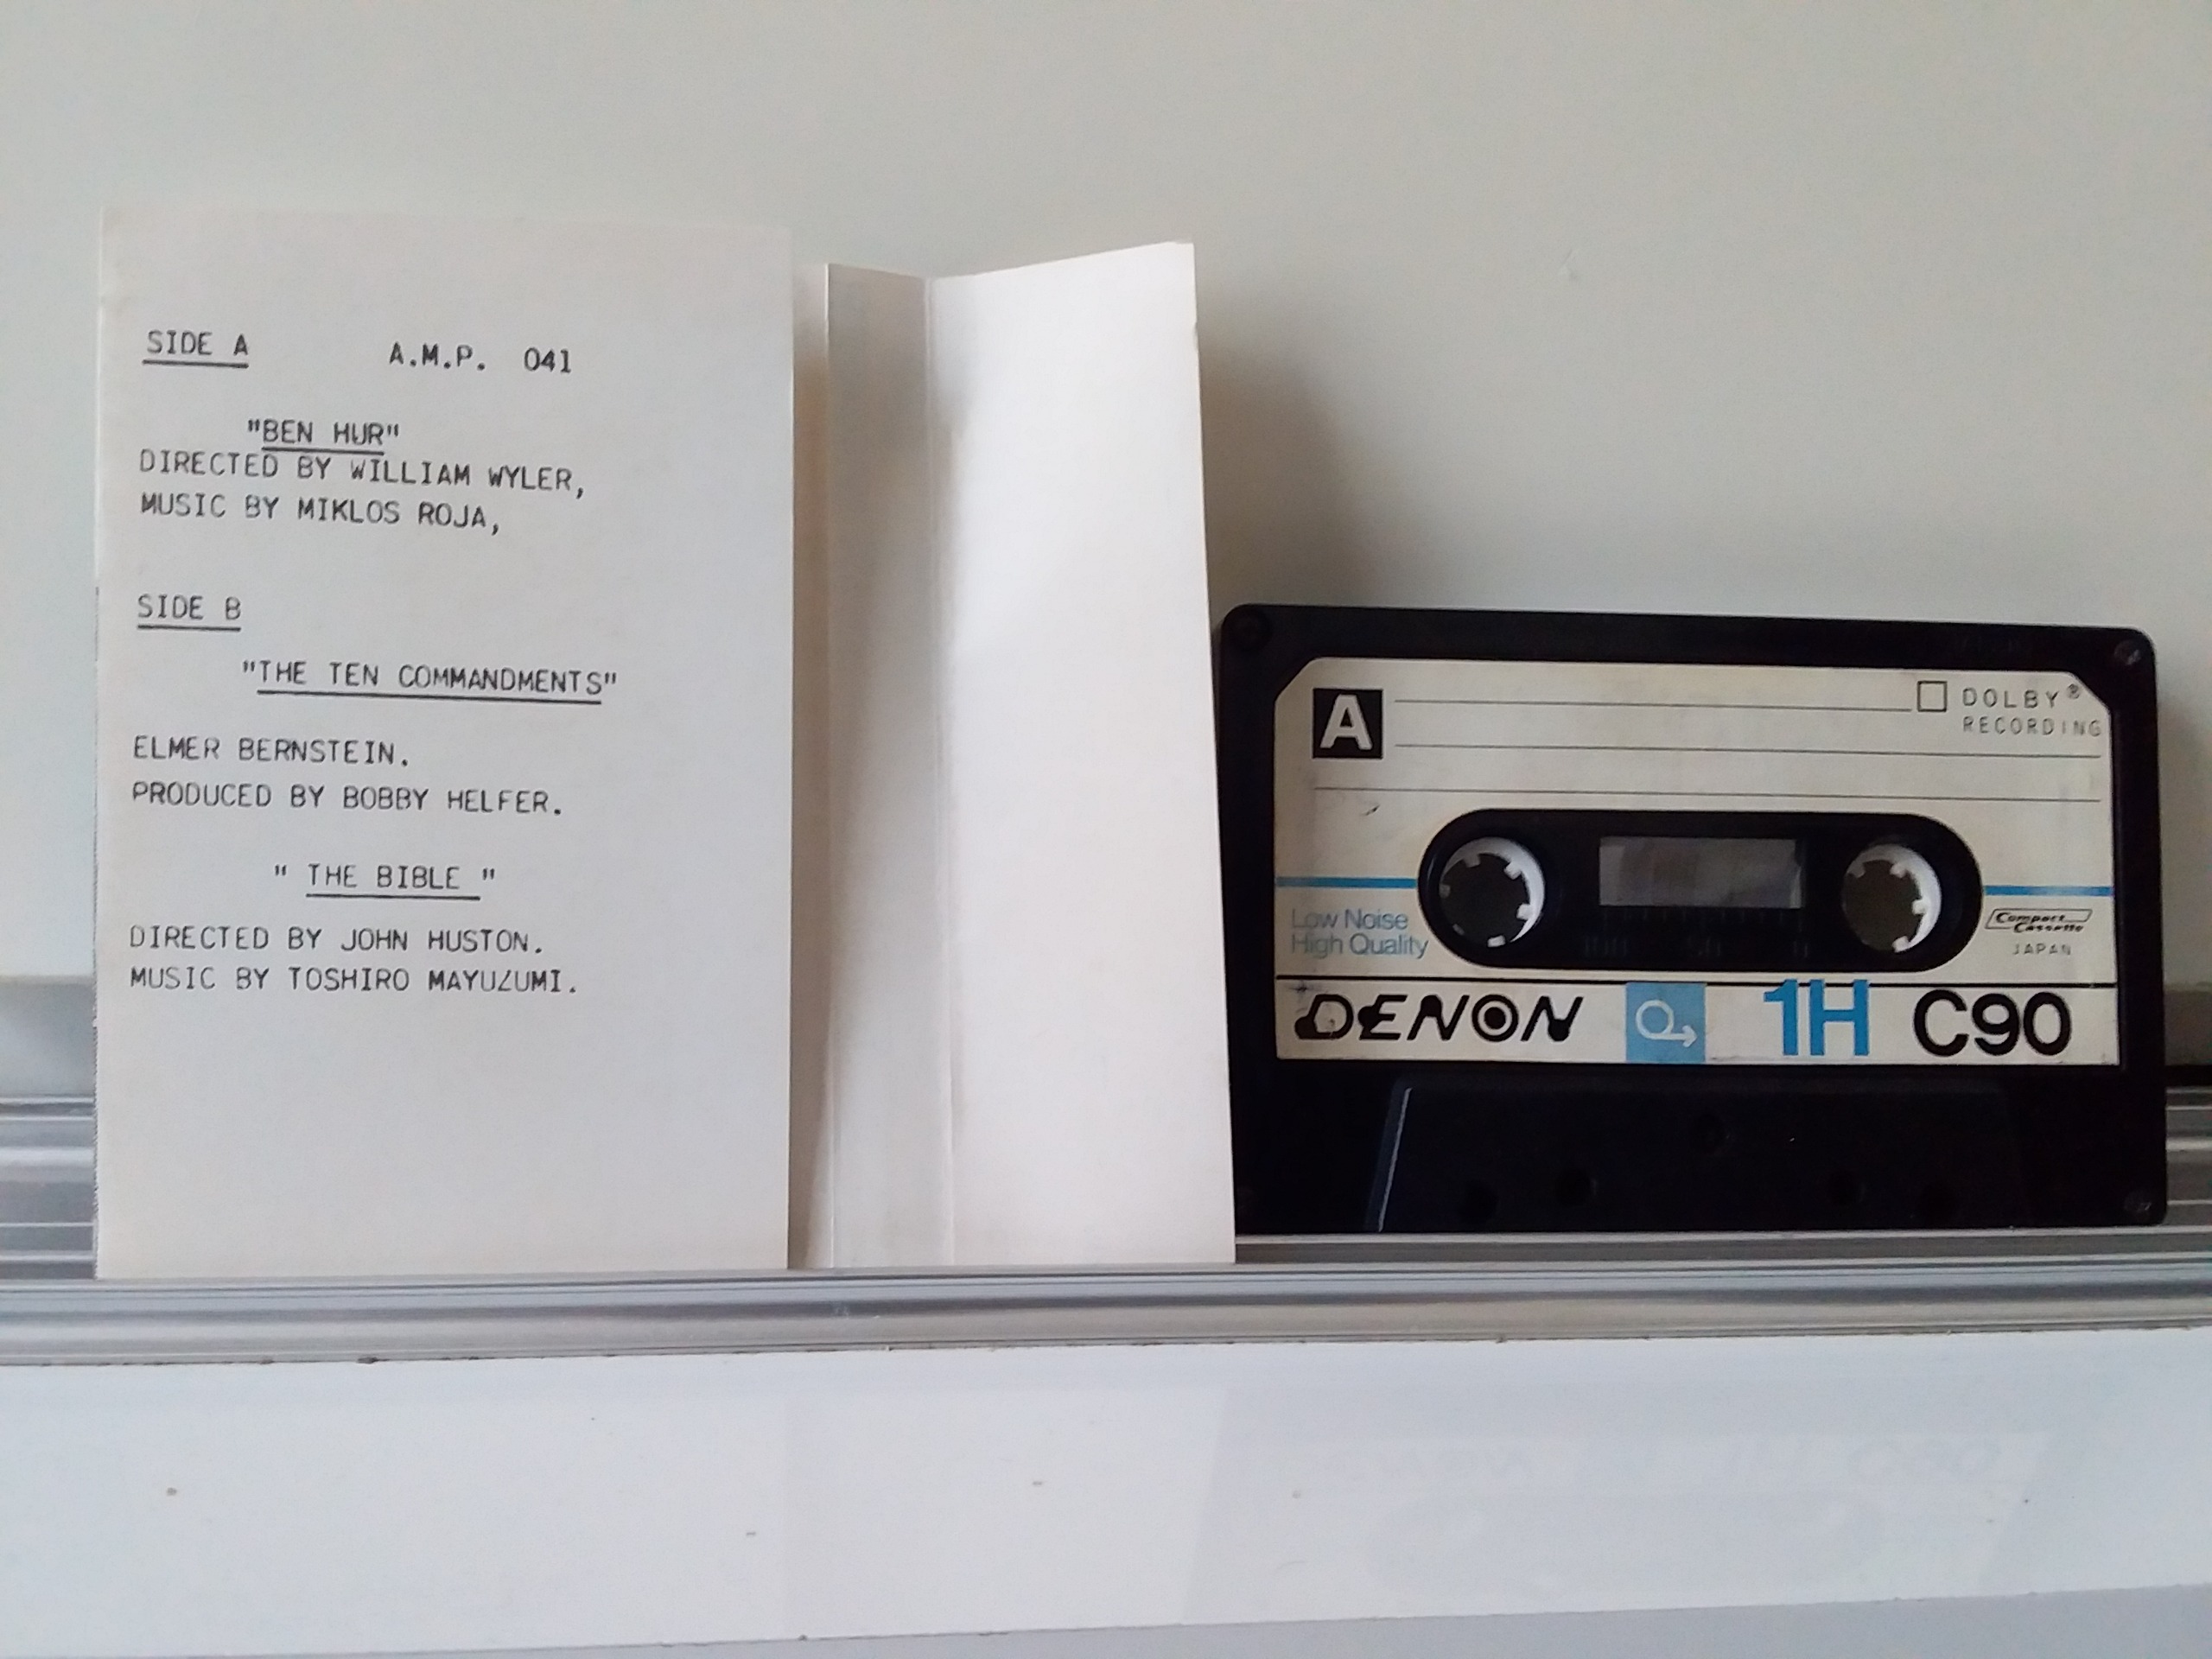 SIDE A A.M.P. 041
"BEN HUR"
DIRECTED BY WILLIAM WYLER,
MUSIC BY MIKLOS ROJA,
SIDE B
"THE TEN COMMANDMENTS"
ELMER BERNSTEIN.
PRODUCED BY BOBBY HELFER.
" THE BIBLE "
DIRECTED BY JOHN HUSTON.
MUSIC BY TOSHIRO MAYUZUMI.
A
DOLBY®
RECORDING
Low Noise
High Quality
Compact
Cassette
JAPAN
DENON 1H C90